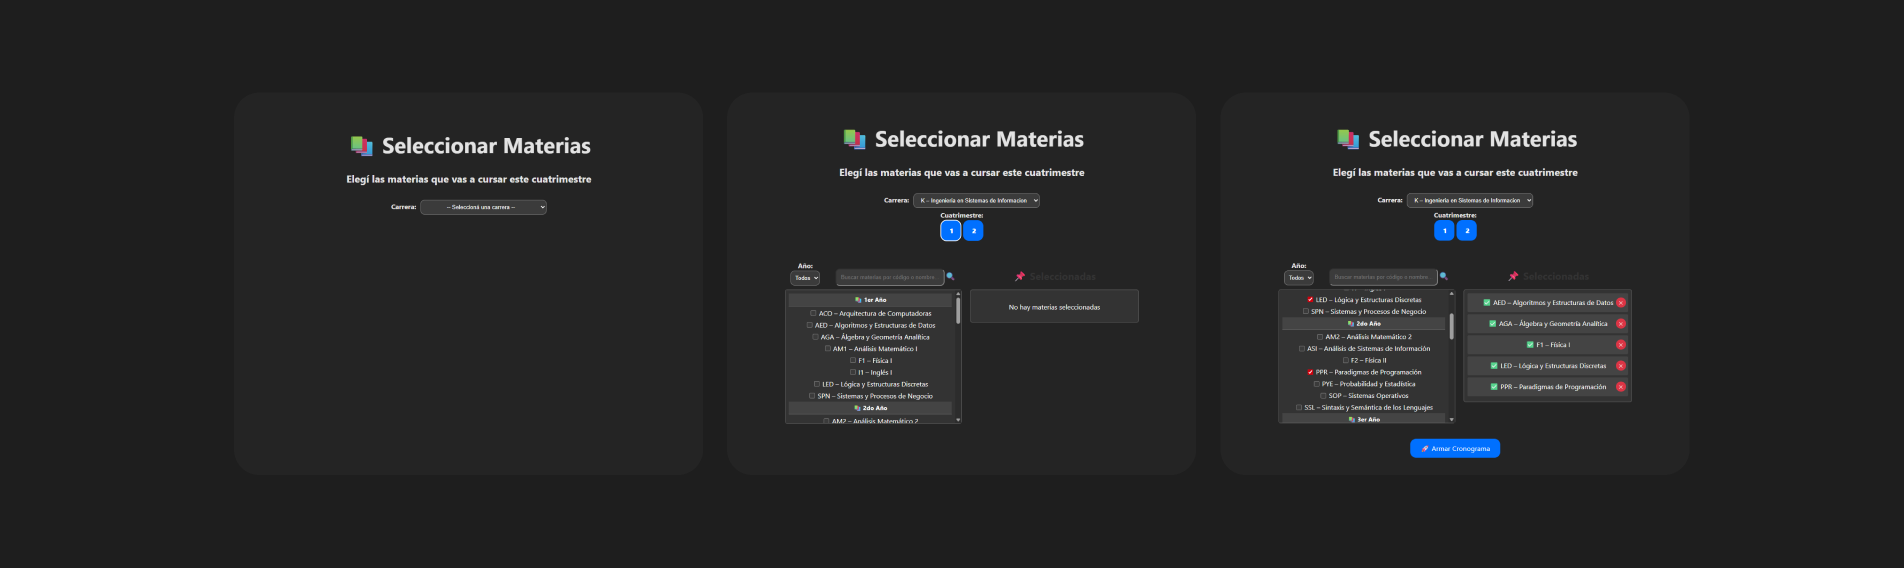 Seleccionar Materias
Elegí las materias que vas a cursar este cuatrimestre
Carrera: -- Seleccioná una carrera --
Seleccionar Materias
Elegí las materias que vas a cursar este cuatrimestre
Carrera: K – Ingeniería en Sistemas de Informacion
Cuatrimestre:
1 2
Año:
Todos
Buscar materias por código o nombre...
Seleccionadas
1er Año
ACO – Arquitectura de Computadoras
AED – Algoritmos y Estructuras de Datos
AGA – Álgebra y Geometría Analítica
AM1 – Análisis Matemático I
F1 – Física I
I1 – Inglés I
LED – Lógica y Estructuras Discretas
SPN – Sistemas y Procesos de Negocio
2do Año
AM2 – Análisis Matemático 2
No hay materias seleccionadas
Seleccionar Materias
Elegí las materias que vas a cursar este cuatrimestre
Carrera: K – Ingeniería en Sistemas de Informacion
Cuatrimestre:
1 2
Año:
Todos
Buscar materias por código o nombre...
Seleccionadas
LED – Lógica y Estructuras Discretas
SPN – Sistemas y Procesos de Negocio
2do Año
AM2 – Análisis Matemático 2
ASI – Análisis de Sistemas de Información
F2 – Física II
PPR – Paradigmas de Programación
PYE – Probabilidad y Estadística
SOP – Sistemas Operativos
SSL – Sintaxis y Semántica de los Lenguajes
3er Año
AED – Algoritmos y Estructuras de Datos
AGA – Álgebra y Geometría Analítica
F1 – Física I
LED – Lógica y Estructuras Discretas
PPR – Paradigmas de Programación
Armar Cronograma